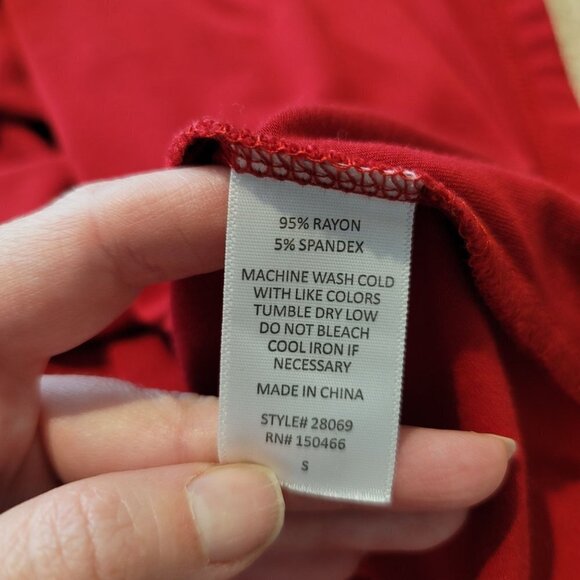 95% RAYON
5% SPANDEX
MACHINE WASH COLD
WITH LIKE COLORS
TUMBLE DRY LOW
DO NOT BLEACH
COOL IRON IF
NECESSARY
MADE IN CHINA
STYLE# 28069
RN# 150466
S